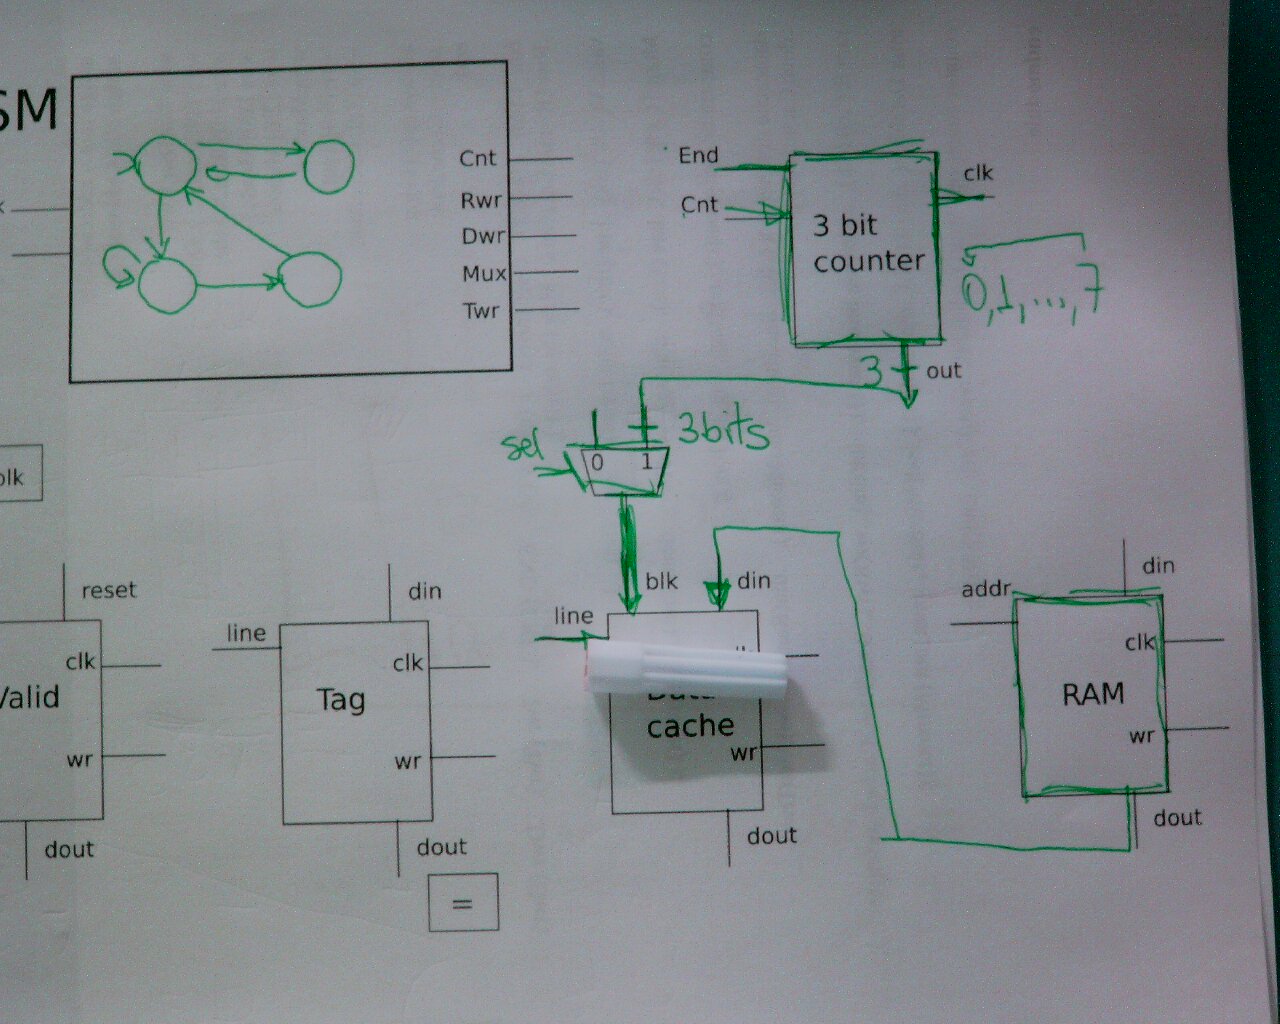 SM
Cnt
Rwr
Dwr
Mux
Twr
End
Cnt
clk
3 bit
counter
0,1,...,7
3
out
sel
3bits
0 1
blk
reset
clk
Valid
wr
dout
din
line
clk
Tag
wr
dout
=
blk
din
line
cache
wr
dout
din
addr
clk
RAM
wr
dout